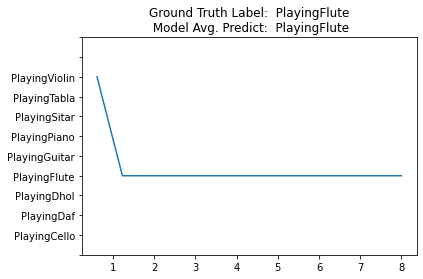 Ground Truth Label:  PlayingFlute
Model Avg. Predict:  PlayingFlute
PlayingViolin
PlayingTabla
PlayingSitar
PlayingPiano
PlayingGuitar
PlayingFlute
PlayingDhol
PlayingDaf
PlayingCello
1 2 3 4 5 6 7 8